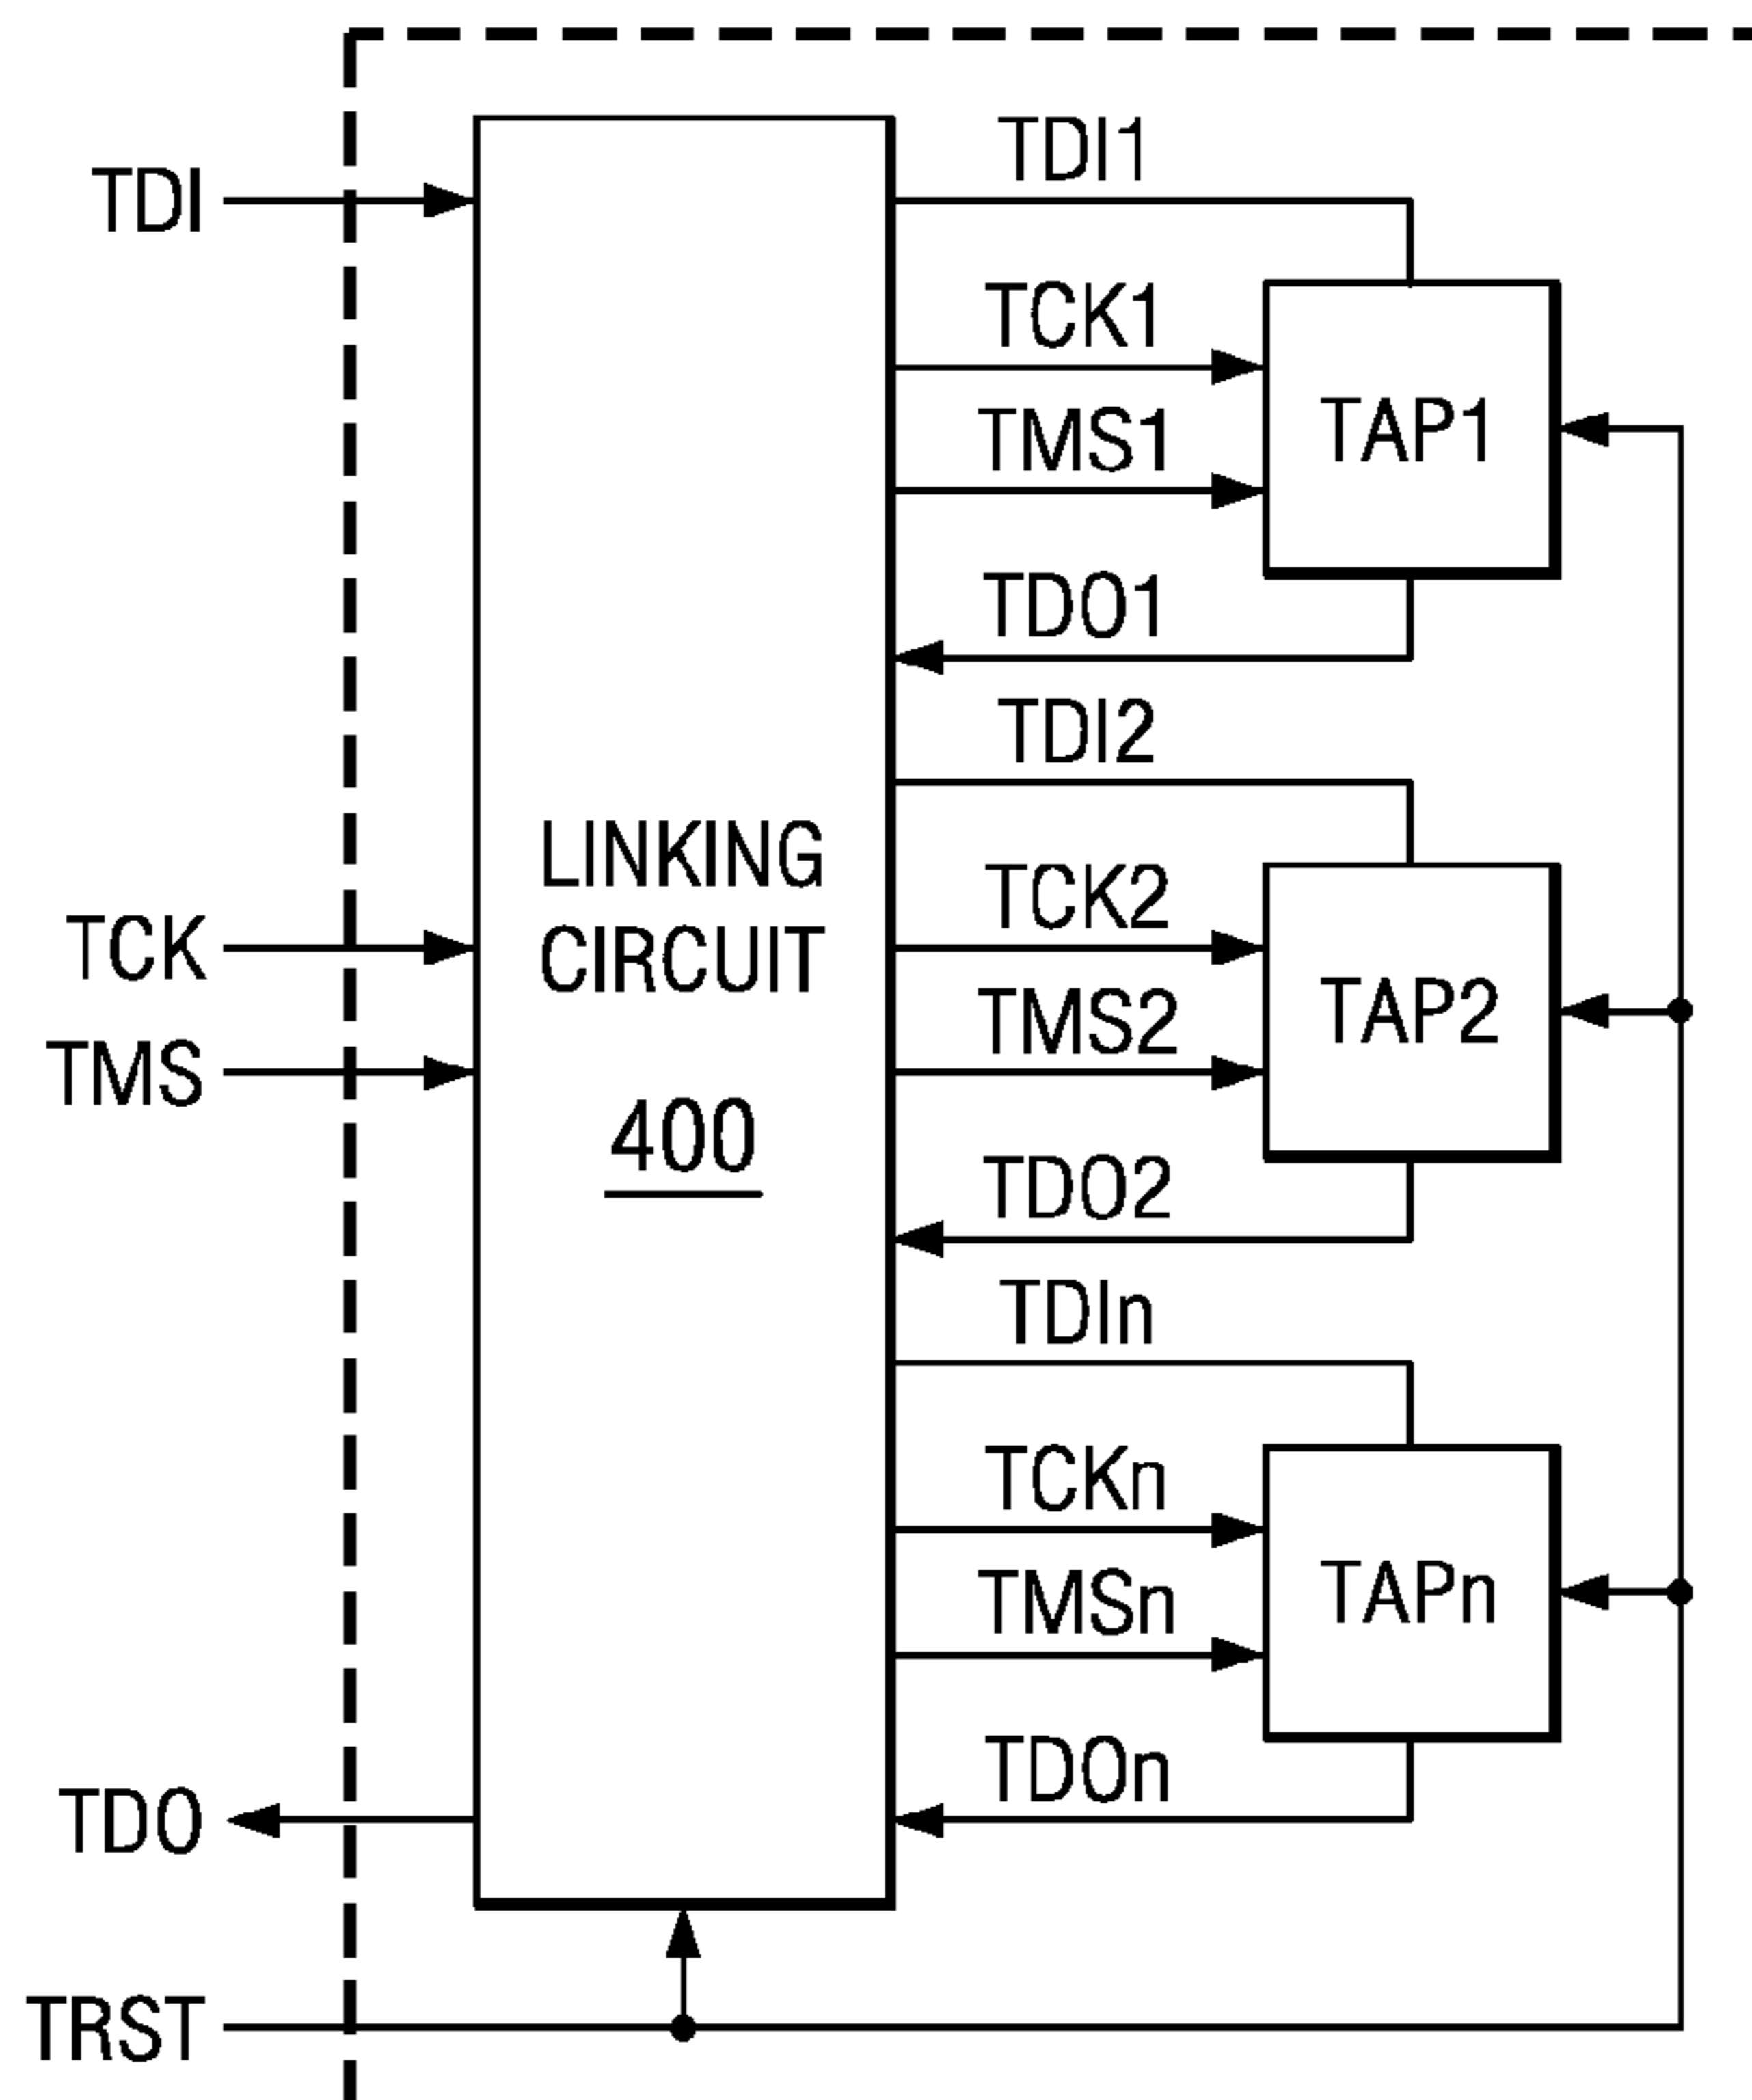 TDI
TCK
TMS
TDO
TRST
LINKING
CIRCUIT
400
TDI1
TCK1
TMS1
TDO1
TAP1
TDI2
TCK2
TMS2
TDO2
TAP2
TDIn
TCKn
TMSn
TDOn
TAPn